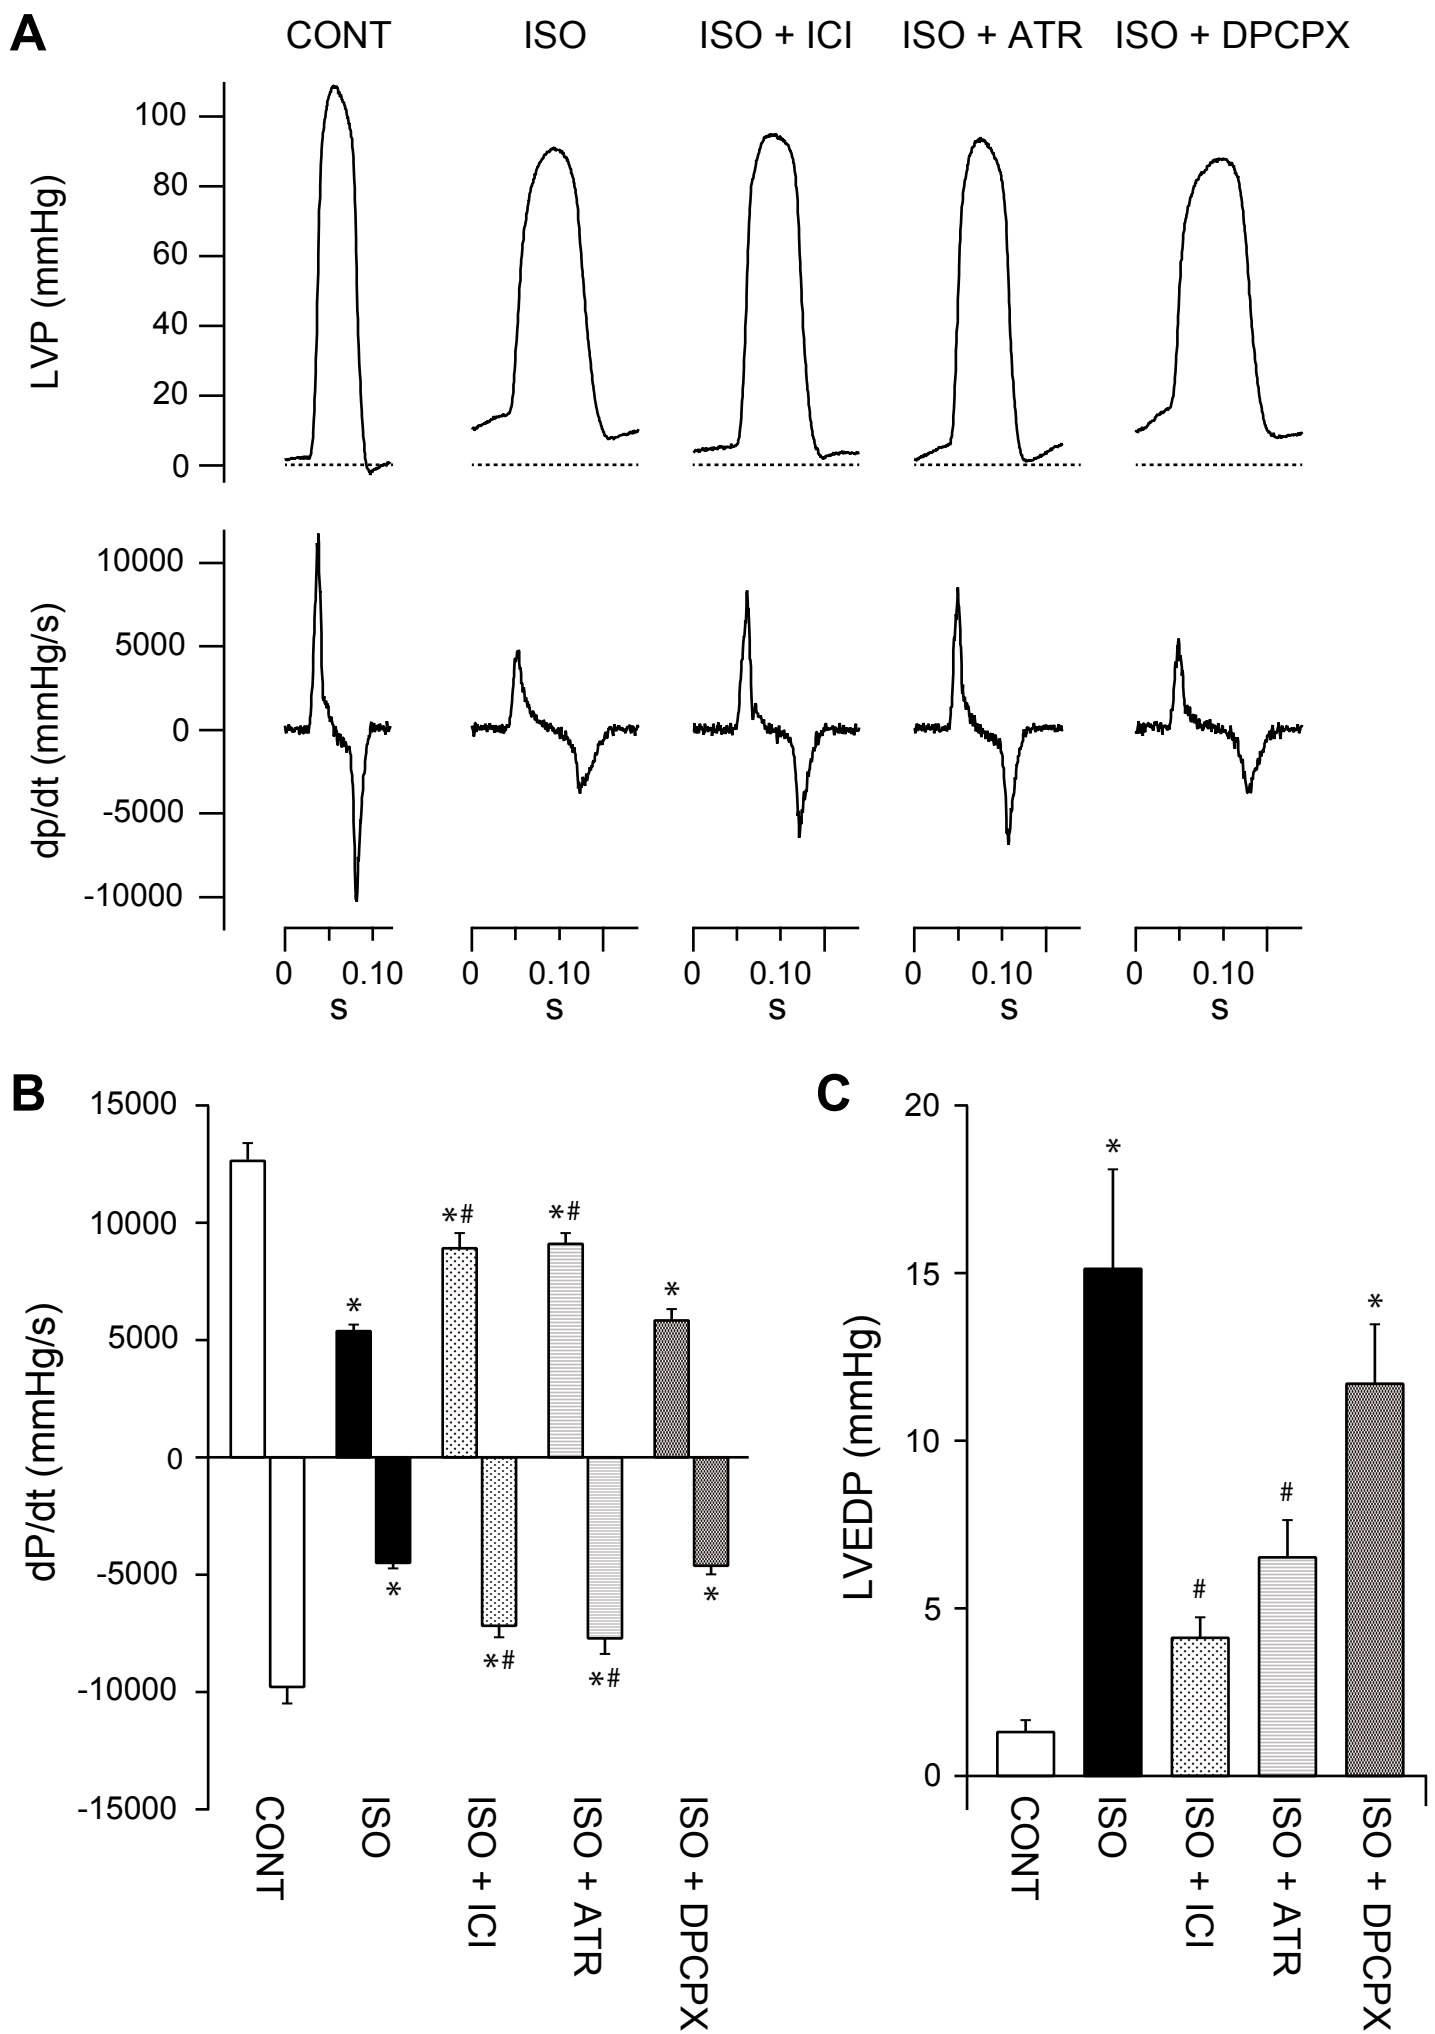 A
CONT ISO ISO + ICI ISO + ATR ISO + DPCPX
LVP (mmHg)
100
80
60
40
20
0
dp/dt (mmHg/s)
10000
5000
0
-5000
-10000
0 0.10 0 0.10 0 0.10 0 0.10 0 0.10
s s s s s
B
dP/dt (mmHg/s)
15000
10000
5000
0
-5000
-10000
-15000
* *# *# *
* *# *# *
CONT
ISO
ISO + ICI
ISO + ATR
ISO + DPCPX
C
LVEDP (mmHg)
20
15
10
5
0
* # # *
CONT
ISO
ISO + ICI
ISO + ATR
ISO + DPCPX